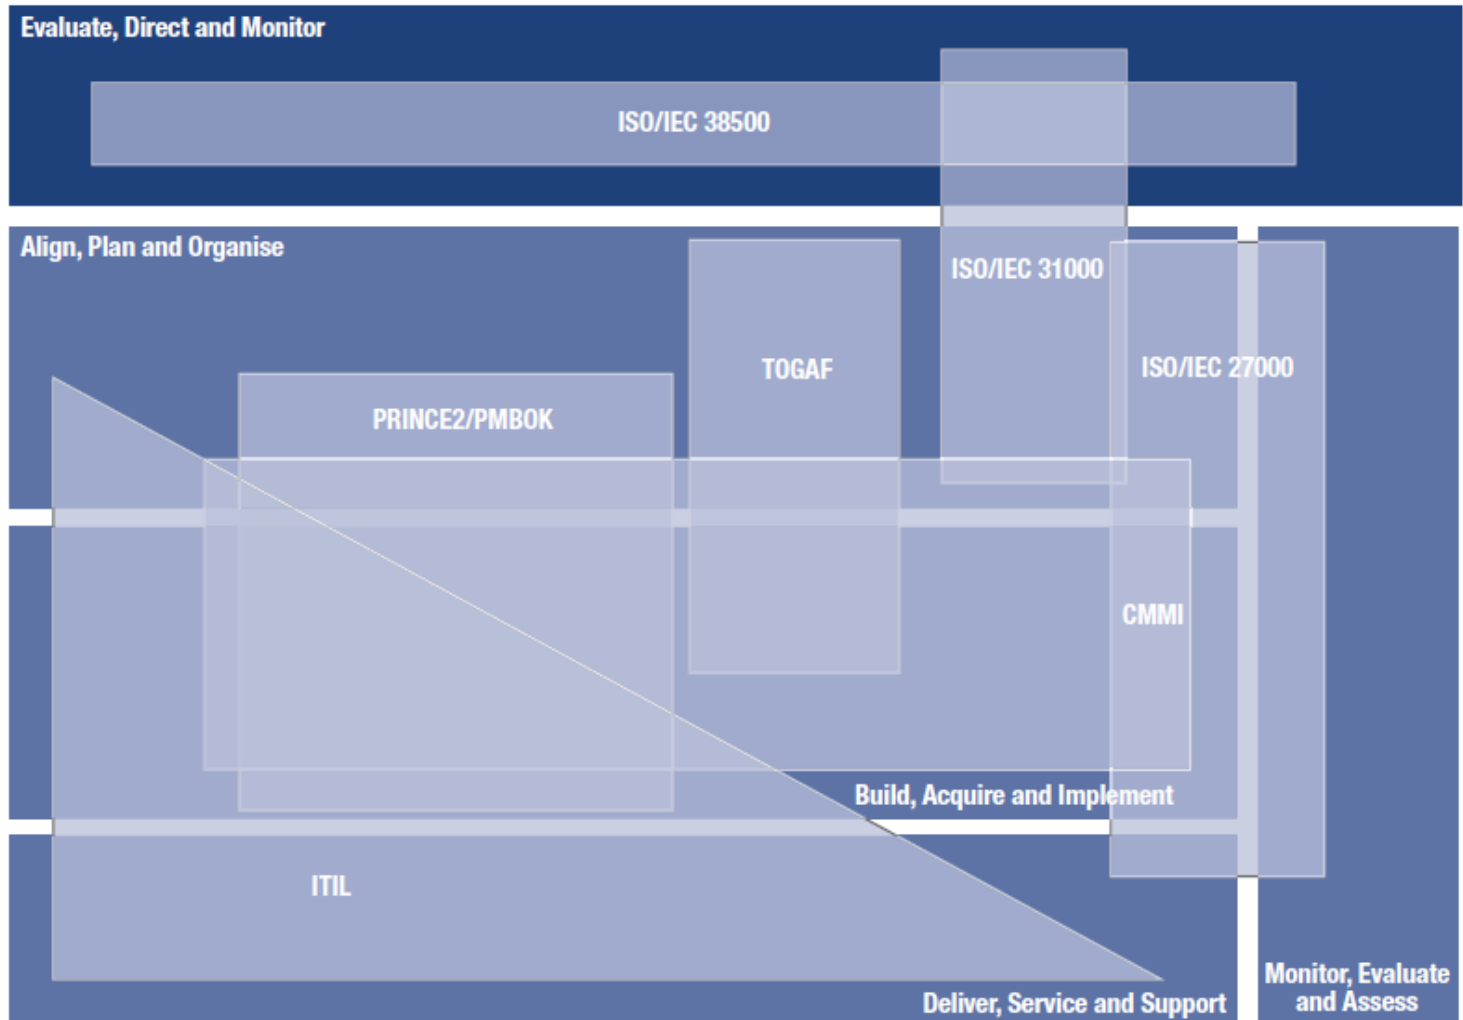 Evaluate, Direct and Monitor
ISO/IEC 38500
Align, Plan and Organise
ISO/IEC 31000
TOGAF
ISO/IEC 27000
PRINCE2/PMBOK
CMMI
Build, Acquire and Implement
ITIL
Deliver, Service and Support
Monitor, Evaluate
and Assess